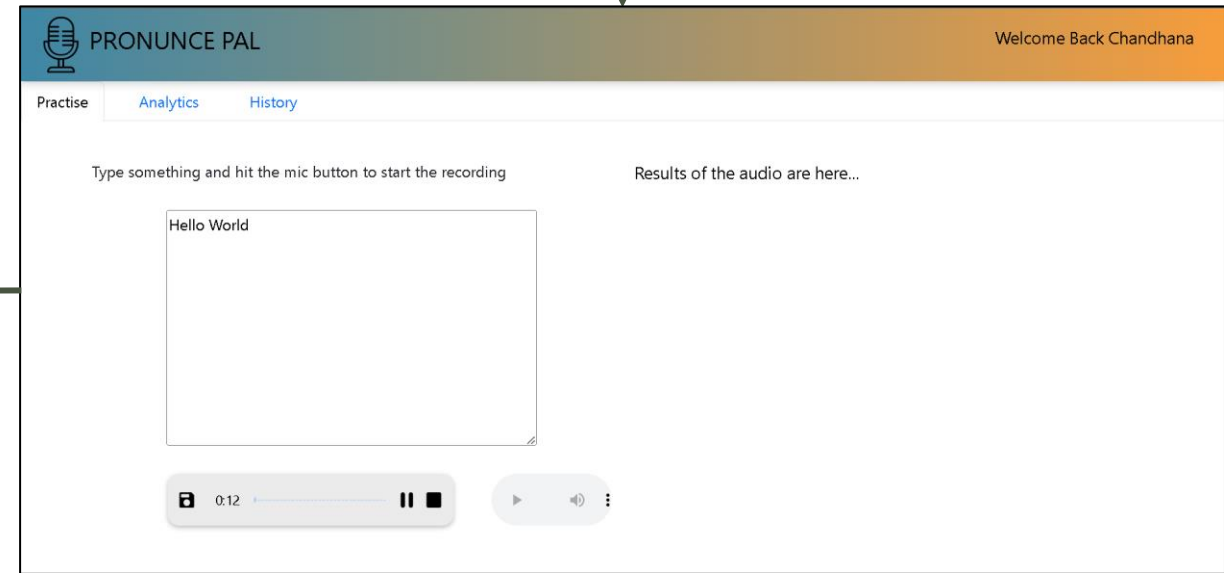 PRONUNCE PAL
Welcome Back Chandhana
Practise Analytics History
Type something and hit the mic button to start the recording
Results of the audio are here...
Hello World
0:12